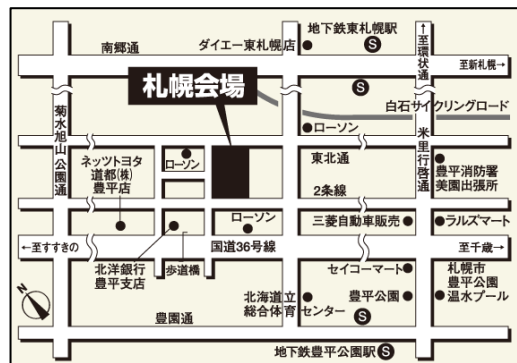 地下鉄東札幌駅
ダイエー東札幌店
S
↑至環状通
南郷通
至新札幌→
S
札幌会場
白石サイクリングロード
ローソン
菊水旭山公園通
米里行啓通
ネッツトヨタ
道都(株)
豊平店
ローソン
東北通
豊平消防署
美園出張所
2条線
ローソン
三菱自動車販売
ラルズマート
←至すすきの
国道36号線
至千歳→
北洋銀行
豊平支店
歩道橋
セイコーマート
札幌市
豊平公園
温水プール
N
北海道立
総合体育センター
豊平公園
豊園通
S
地下鉄豊平公園駅
S